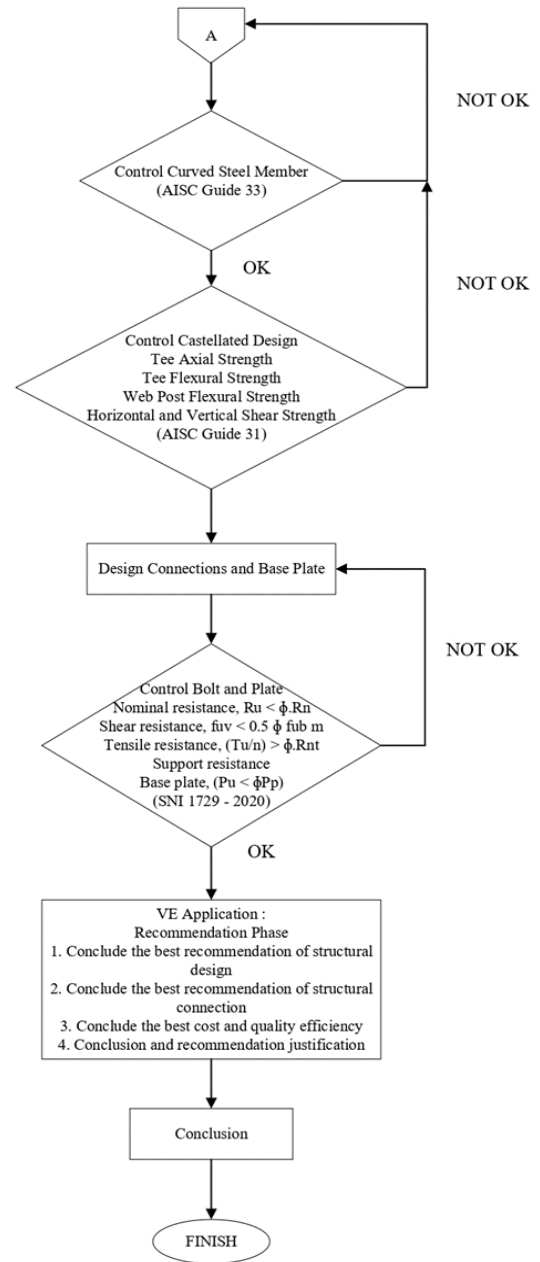 A
NOT OK
Control Curved Steel Member
(AISC Guide 33)
OK
NOT OK
Control Castellated Design
Tee Axial Strength
Tee Flexural Strength
Web Post Flexural Strength
Horizontal and Vertical Shear Strength
(AISC Guide 31)
Design Connections and Base Plate
NOT OK
Control Bolt and Plate
Nominal resistance, Ru < ϕ.Rn
Shear resistance, fuv < 0.5 ϕ fub m
Tensile resistance, (Tu/n) > ϕ.Rnt
Support resistance
Base plate, (Pu < ϕPp)
(SNI 1729 - 2020)
OK
VE Application :
Recommendation Phase
1. Conclude the best recommendation of structural
design
2. Conclude the best recommendation of structural
connection
3. Conclude the best cost and quality efficiency
4. Conclusion and recommendation justification
Conclusion
FINISH